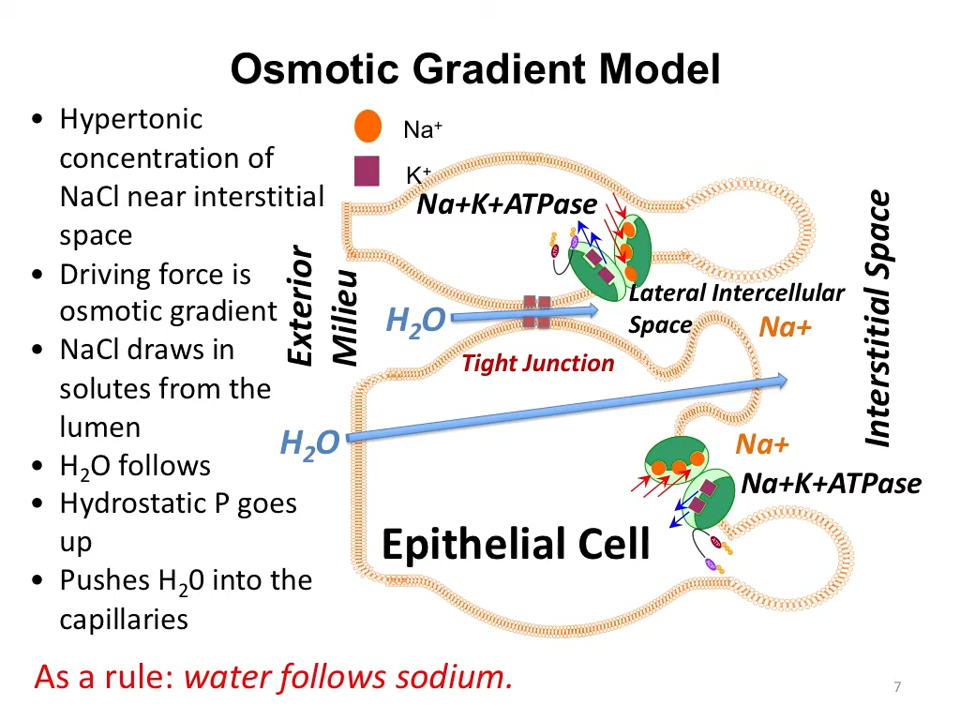 Osmotic Gradient Model
• Hypertonic
concentration of
NaCl near interstitial
space
• Driving force is
osmotic gradient
• NaCl draws in
solutes from the
lumen
• H₂O follows
• Hydrostatic P goes
up
• Pushes H₂0 into the
capillaries
As a rule: water follows sodium.
Na⁺
K⁺
Na+K+ATPase
Exterior
Milieu
H₂O
Lateral Intercellular
Space
Na+
Tight Junction
Interstitial Space
H₂O
Na+
Na+K+ATPase
Epithelial Cell
7